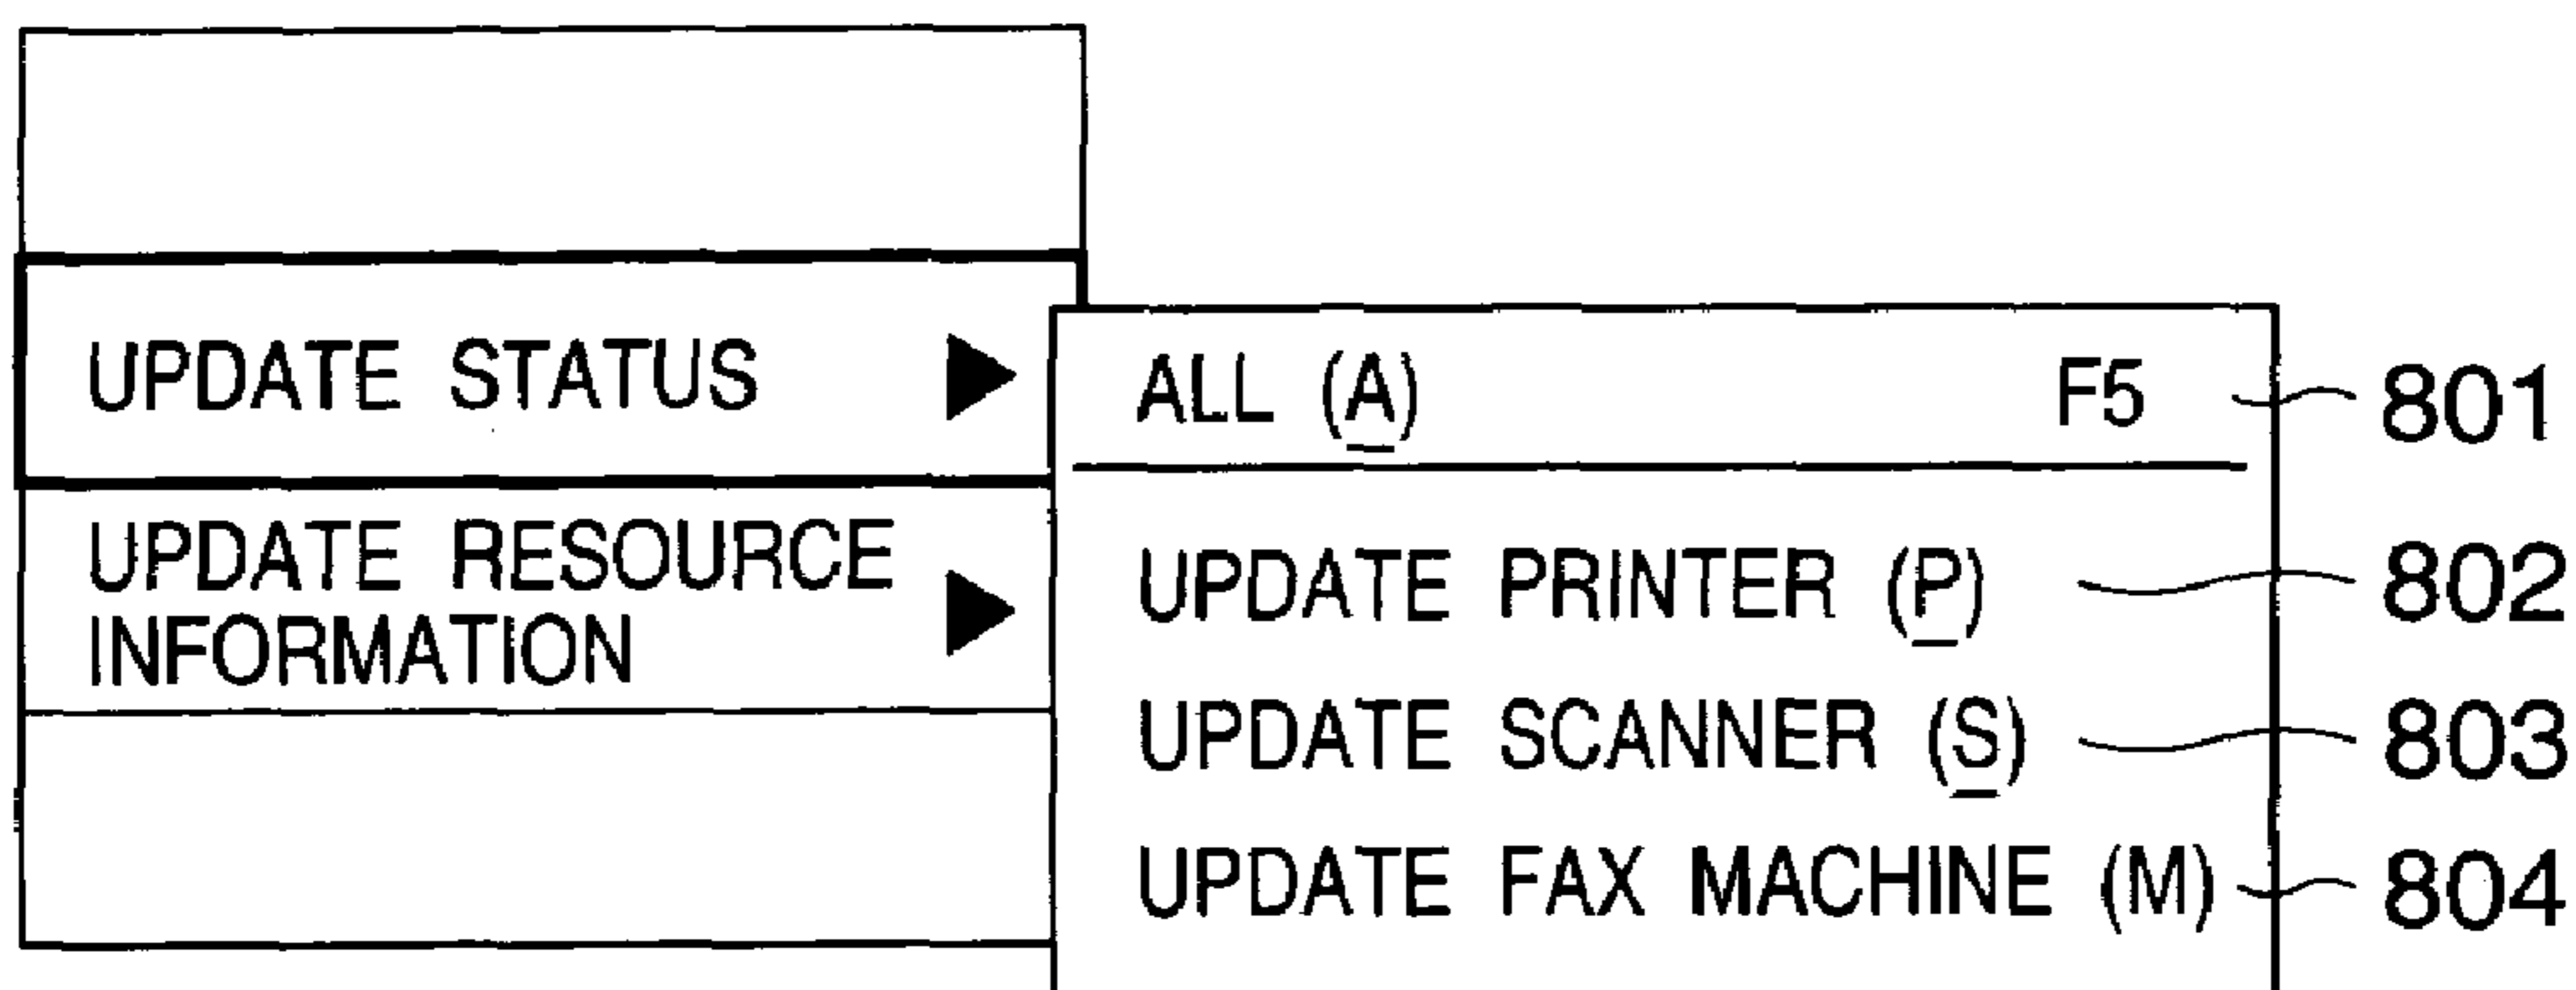 UPDATE STATUS
UPDATE RESOURCE
INFORMATION
ALL (A) F5 801
UPDATE PRINTER (P) 802
UPDATE SCANNER (S) 803
UPDATE FAX MACHINE (M) 804